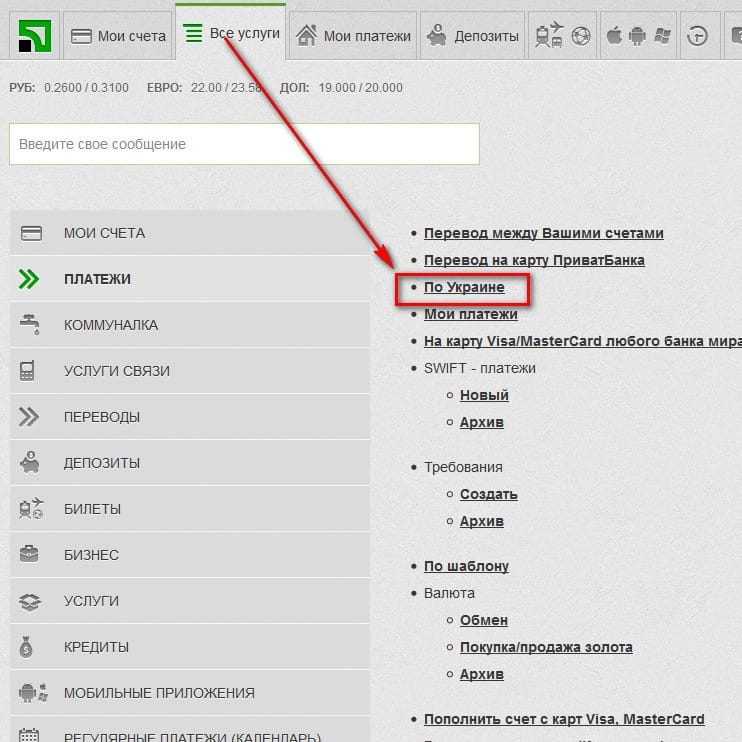 Мои счета Все услуги Мои платежи Депозиты
РУБ: 0.2600 / 0.3100 ЕВРО: 22.00 / 23.58 ДОЛ: 19.000 / 20.000
Введите свое сообщение
МОИ СЧЕТА
ПЛАТЕЖИ
КОММУНАЛКА
УСЛУГИ СВЯЗИ
ПЕРЕВОДЫ
ДЕПОЗИТЫ
БИЛЕТЫ
БИЗНЕС
УСЛУГИ
КРЕДИТЫ
МОБИЛЬНЫЕ ПРИЛОЖЕНИЯ
РЕГУЛЯРНЫЕ ПЛАТЕЖИ (КАЛЕНДАРЬ)
Перевод между Вашими счетами
Перевод на карту ПриватБанка
По Украине
Мои платежи
На карту Visa/MasterCard любого банка мира
SWIFT - платежи
Новый
Архив
Требования
Создать
Архив
По шаблону
Валюта
Обмен
Покупка/продажа золота
Архив
Пополнить счет с карт Visa, MasterCard